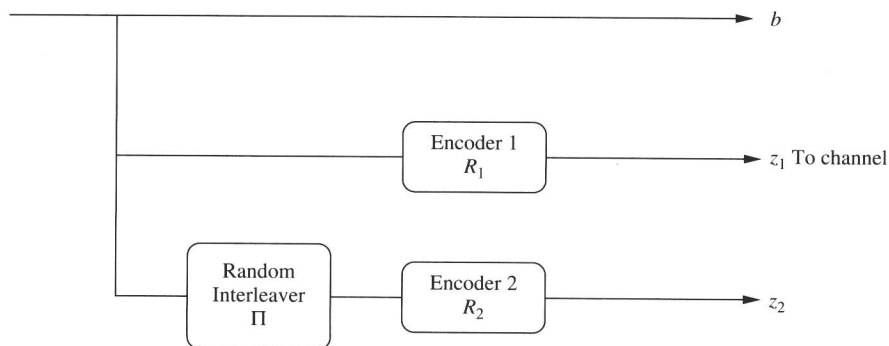 b
Encoder 1
R₁
z₁ To channel
Random
Interleaver
Π
Encoder 2
R₂
z₂